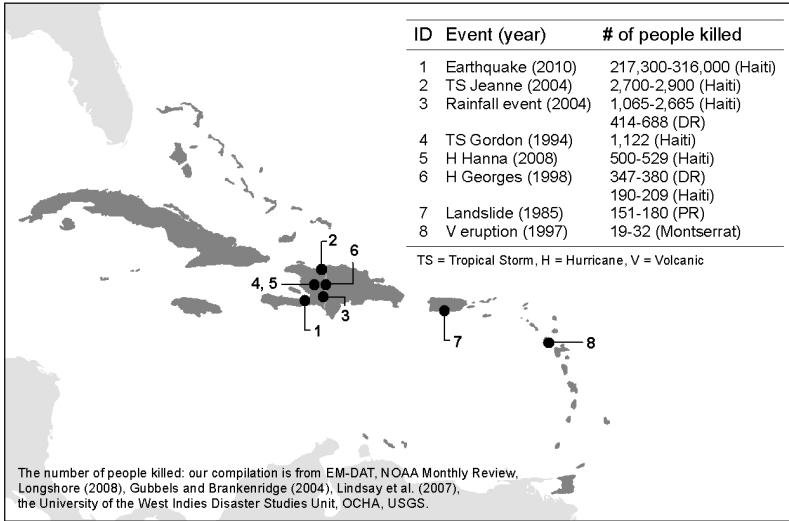 ID Event (year) # of people killed
1 Earthquake (2010) 217,300-316,000 (Haiti)
2 TS Jeanne (2004) 2,700-2,900 (Haiti)
3 Rainfall event (2004) 1,065-2,665 (Haiti)
414-688 (DR)
4 TS Gordon (1994) 1,122 (Haiti)
5 H Hanna (2008) 500-529 (Haiti)
6 H Georges (1998) 347-380 (DR)
190-209 (Haiti)
7 Landslide (1985) 151-180 (PR)
8 V eruption (1997) 19-32 (Montserrat)
TS = Tropical Storm, H = Hurricane, V = Volcanic
2
6
4, 5
1
3
7
8
The number of people killed: our compilation is from EM-DAT, NOAA Monthly Review,
Longshore (2008), Gubbels and Brankenridge (2004), Lindsay et al. (2007),
the University of the West Indies Disaster Studies Unit, OCHA, USGS.